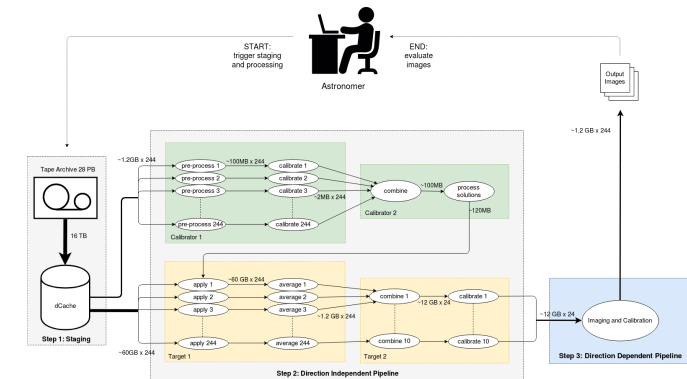 START:
trigger staging
and processing
END:
evaluate
images
Astronomer
Output
Images
~1.2 GB x 244
Tape Archive 28 PB
16 TB
dCache
Step 1: Staging
~1.2GB x 244
pre-process 1
~100MB x 244
calibrate 1
pre-process 2
calibrate 2
pre-process 3
calibrate 3
~2MB x 244
pre-process 244
calibrate 244
Calibrator 1
combine
~100MB
process
solutions
Calibrator 2
~120MB
apply 1
~60 GB x 244
average 1
apply 2
average 2
apply 3
average 3
~1.2 GB x 244
apply 244
average 244
~60GB x 244
Target 1
combine 1
~12 GB x 24
calibrate 1
combine 10
calibrate 10
Target 2
Step 2: Direction Independent Pipeline
~12 GB x 24
Imaging and Calibration
Step 3: Direction Dependent Pipeline